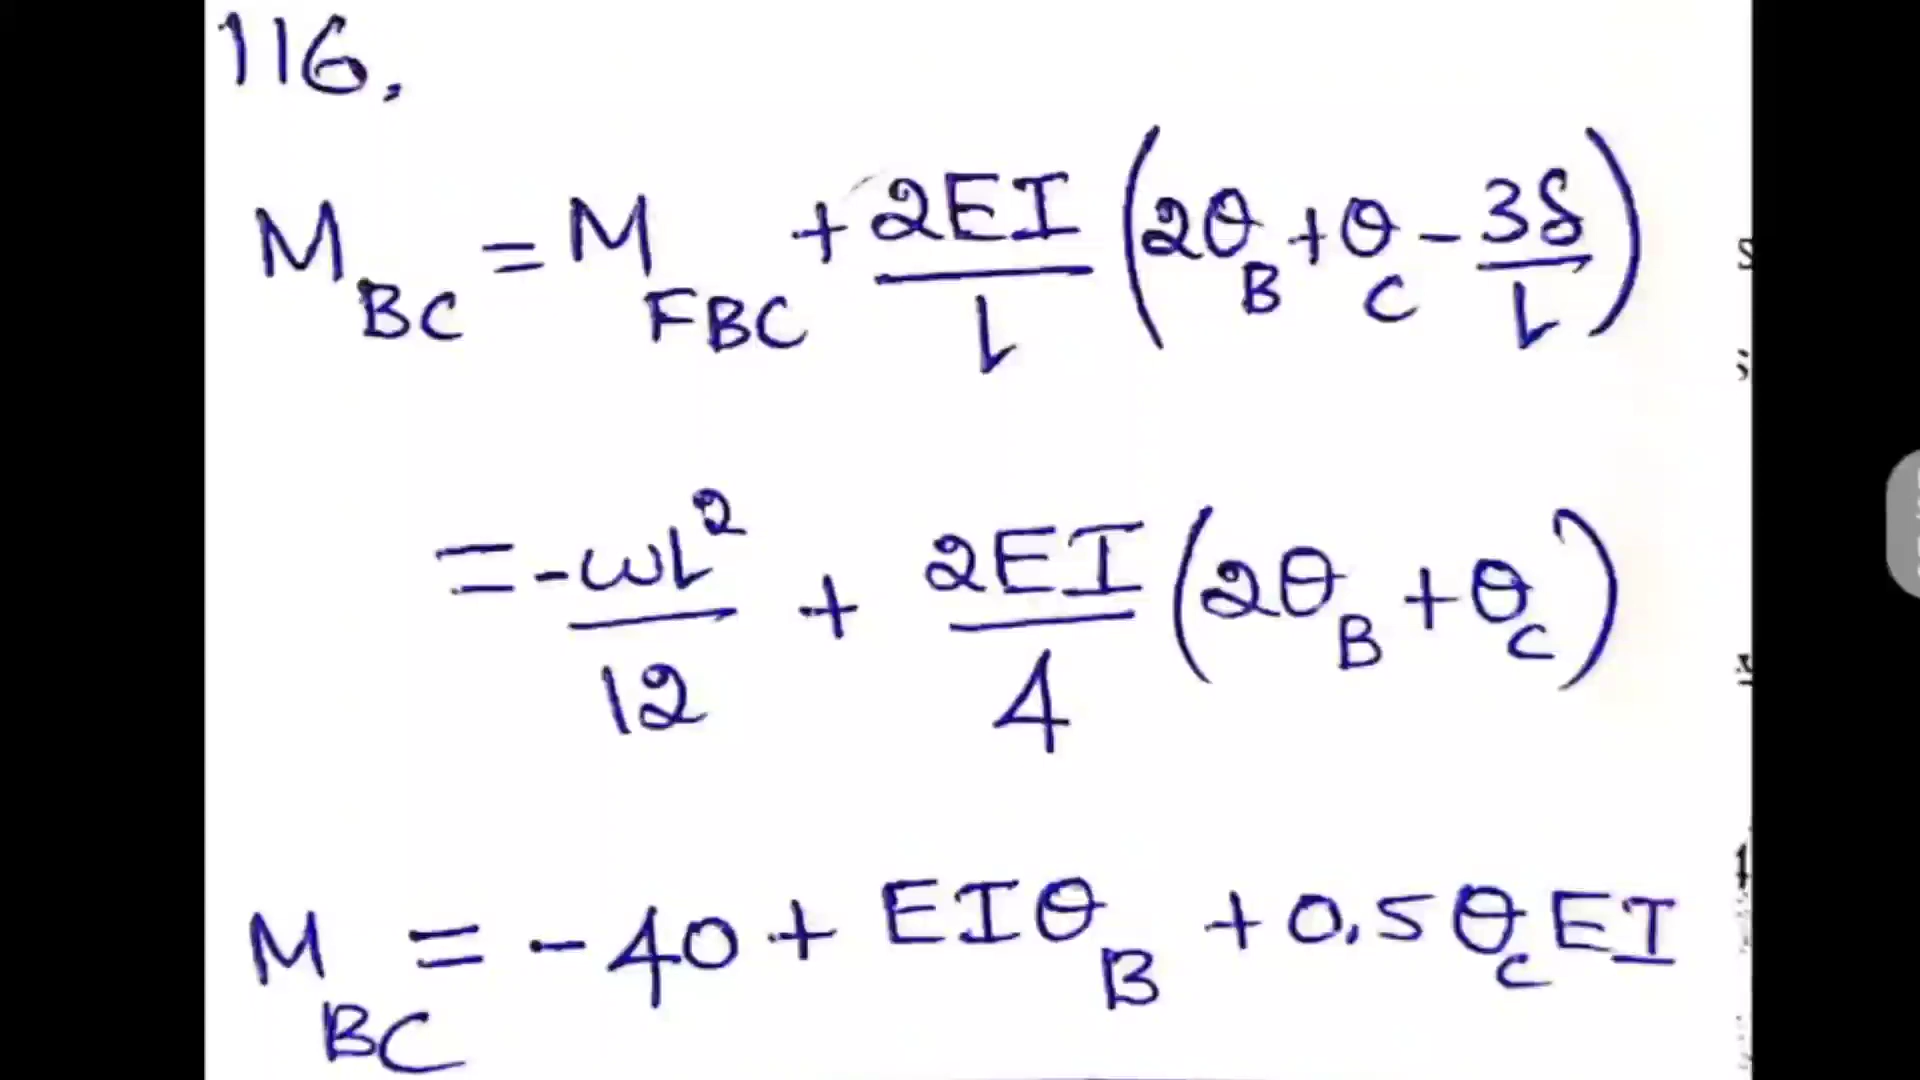 116.
M_BC = M_FBC + 2EI/L (2θ_B + θ_C - 3δ/L)
= -ωL²/12 + 2EI/4 (2θ_B + θ_C)
M_BC = -40 + EIθ_B + 0.5θ_C EI